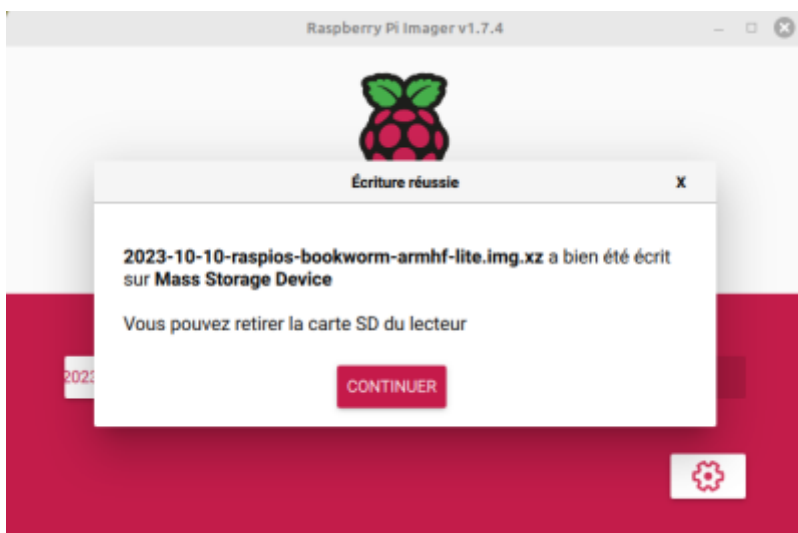 Raspberry Pi Imager v1.7.4
Écriture réussie
X
2023-10-10-raspios-bookworm-armhf-lite.img.xz a bien été écrit
sur Mass Storage Device
Vous pouvez retirer la carte SD du lecteur
2023
CONTINUER